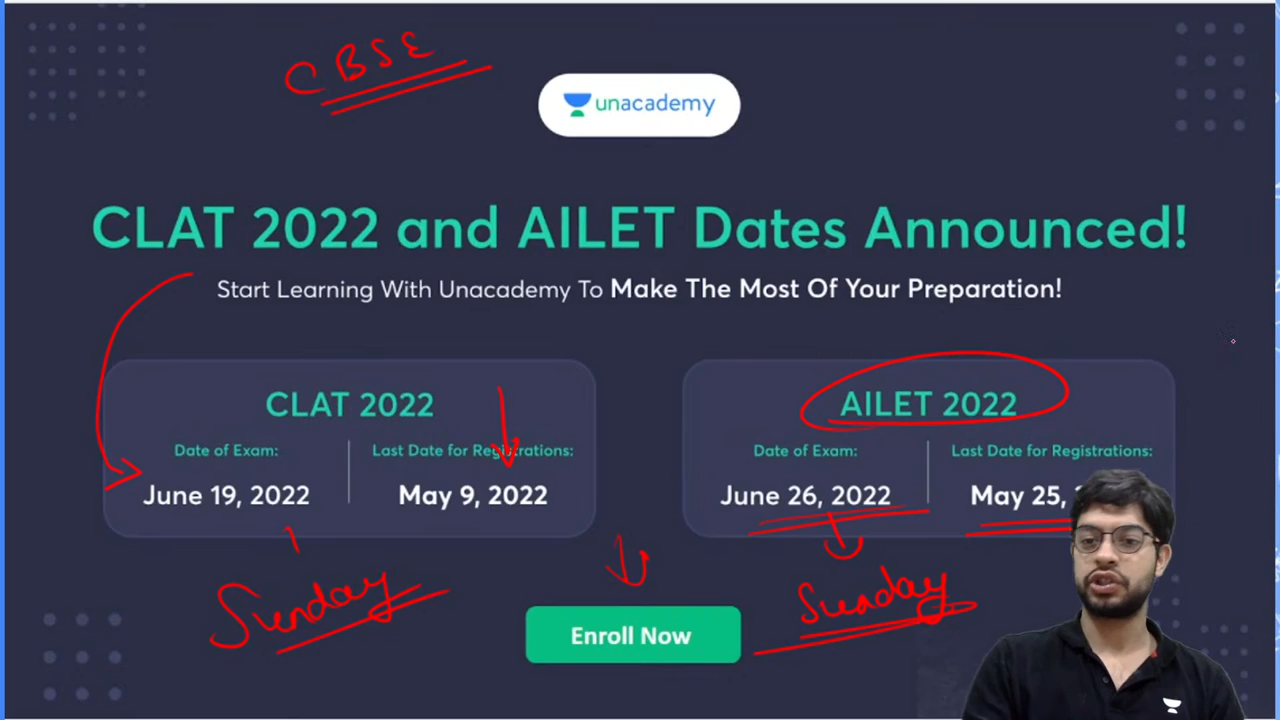 CBSE
unacademy
CLAT 2022 and AILET Dates Announced!
Start Learning With Unacademy To Make The Most Of Your Preparation!
CLAT 2022
Date of Exam:
June 19, 2022
Last Date for Registrations:
May 9, 2022
AILET 2022
Date of Exam:
June 26, 2022
Last Date for Registrations:
May 25,
Sunday
Sunday
Enroll Now